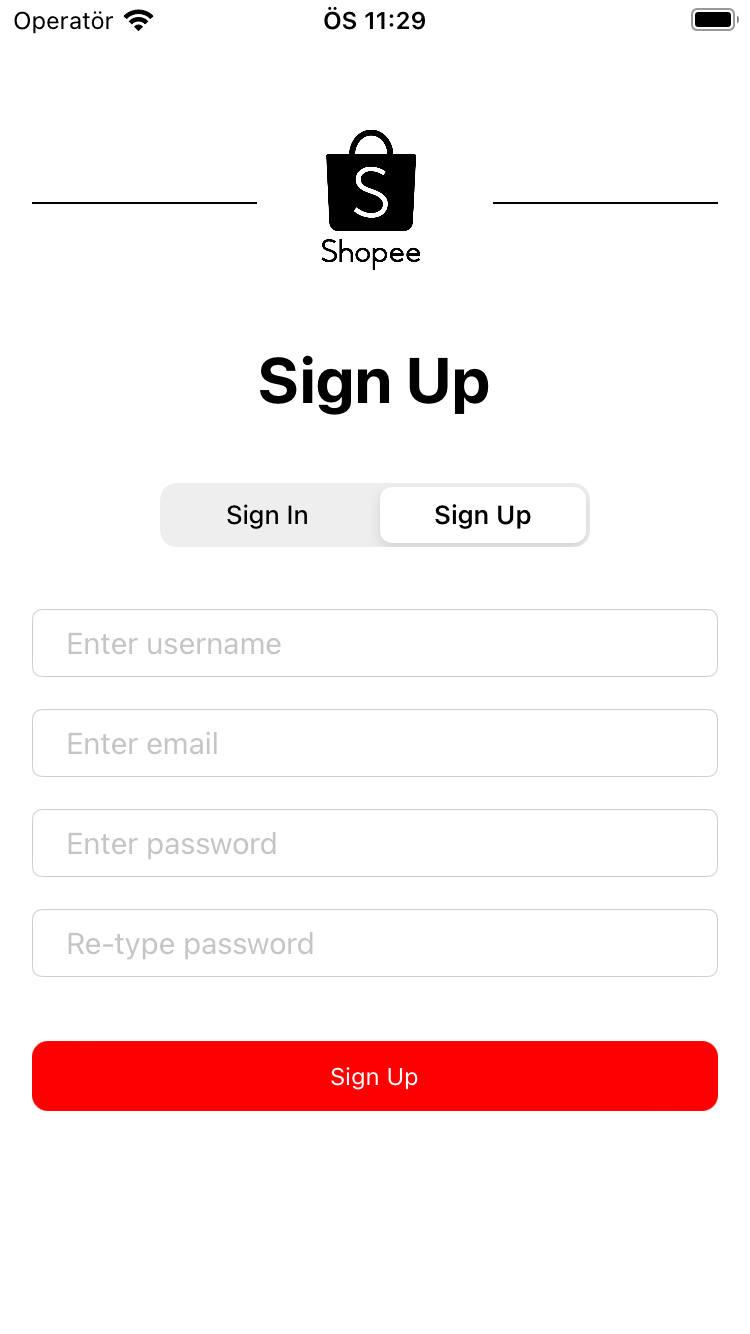 Operatör ÖS 11:29
S
Shopee
Sign Up
Sign In Sign Up
Enter username
Enter email
Enter password
Re-type password
Sign Up